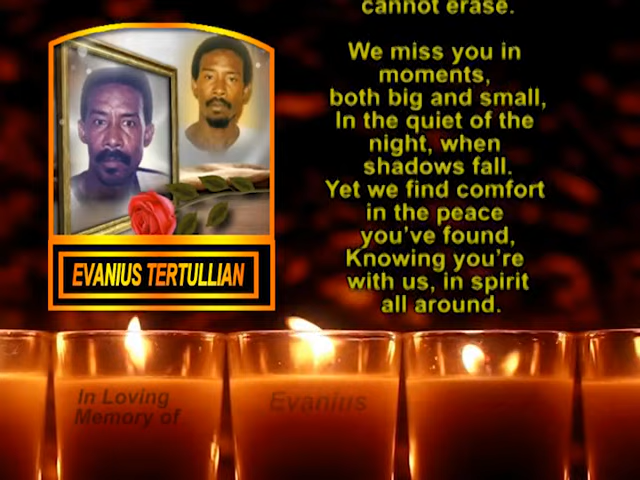 cannot erase.
We miss you in
moments,
both big and small,
In the quiet of the
night, when
shadows fall.
Yet we find comfort
in the peace
you've found,
Knowing you're
with us, in spirit
all around.
EVANIUS TERTULLIAN
In Loving
Memory of
Evanius